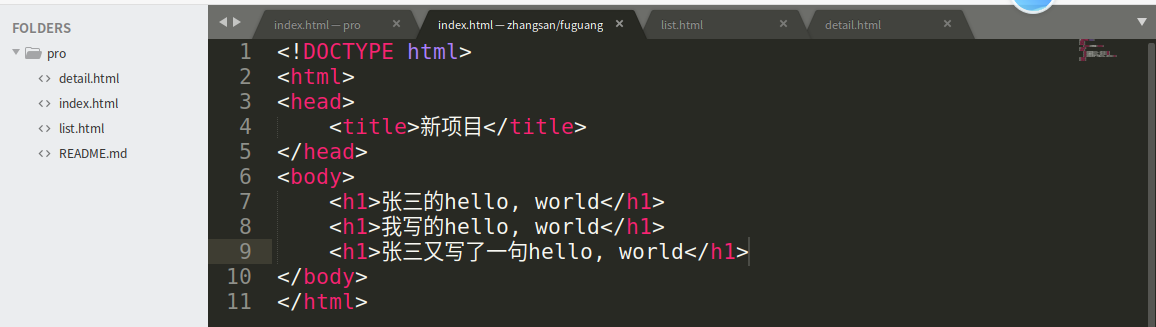 FOLDERS
pro
detail.html
index.html
list.html
README.md
index.html — pro
index.html — zhangsan/fuguang
list.html
detail.html
1 <!DOCTYPE html>
2 <html>
3 <head>
4 <title>新项目</title>
5 </head>
6 <body>
7 <h1>张三的hello, world</h1>
8 <h1>我写的hello, world</h1>
9 <h1>张三又写了一句hello, world</h1>
10 </body>
11 </html>